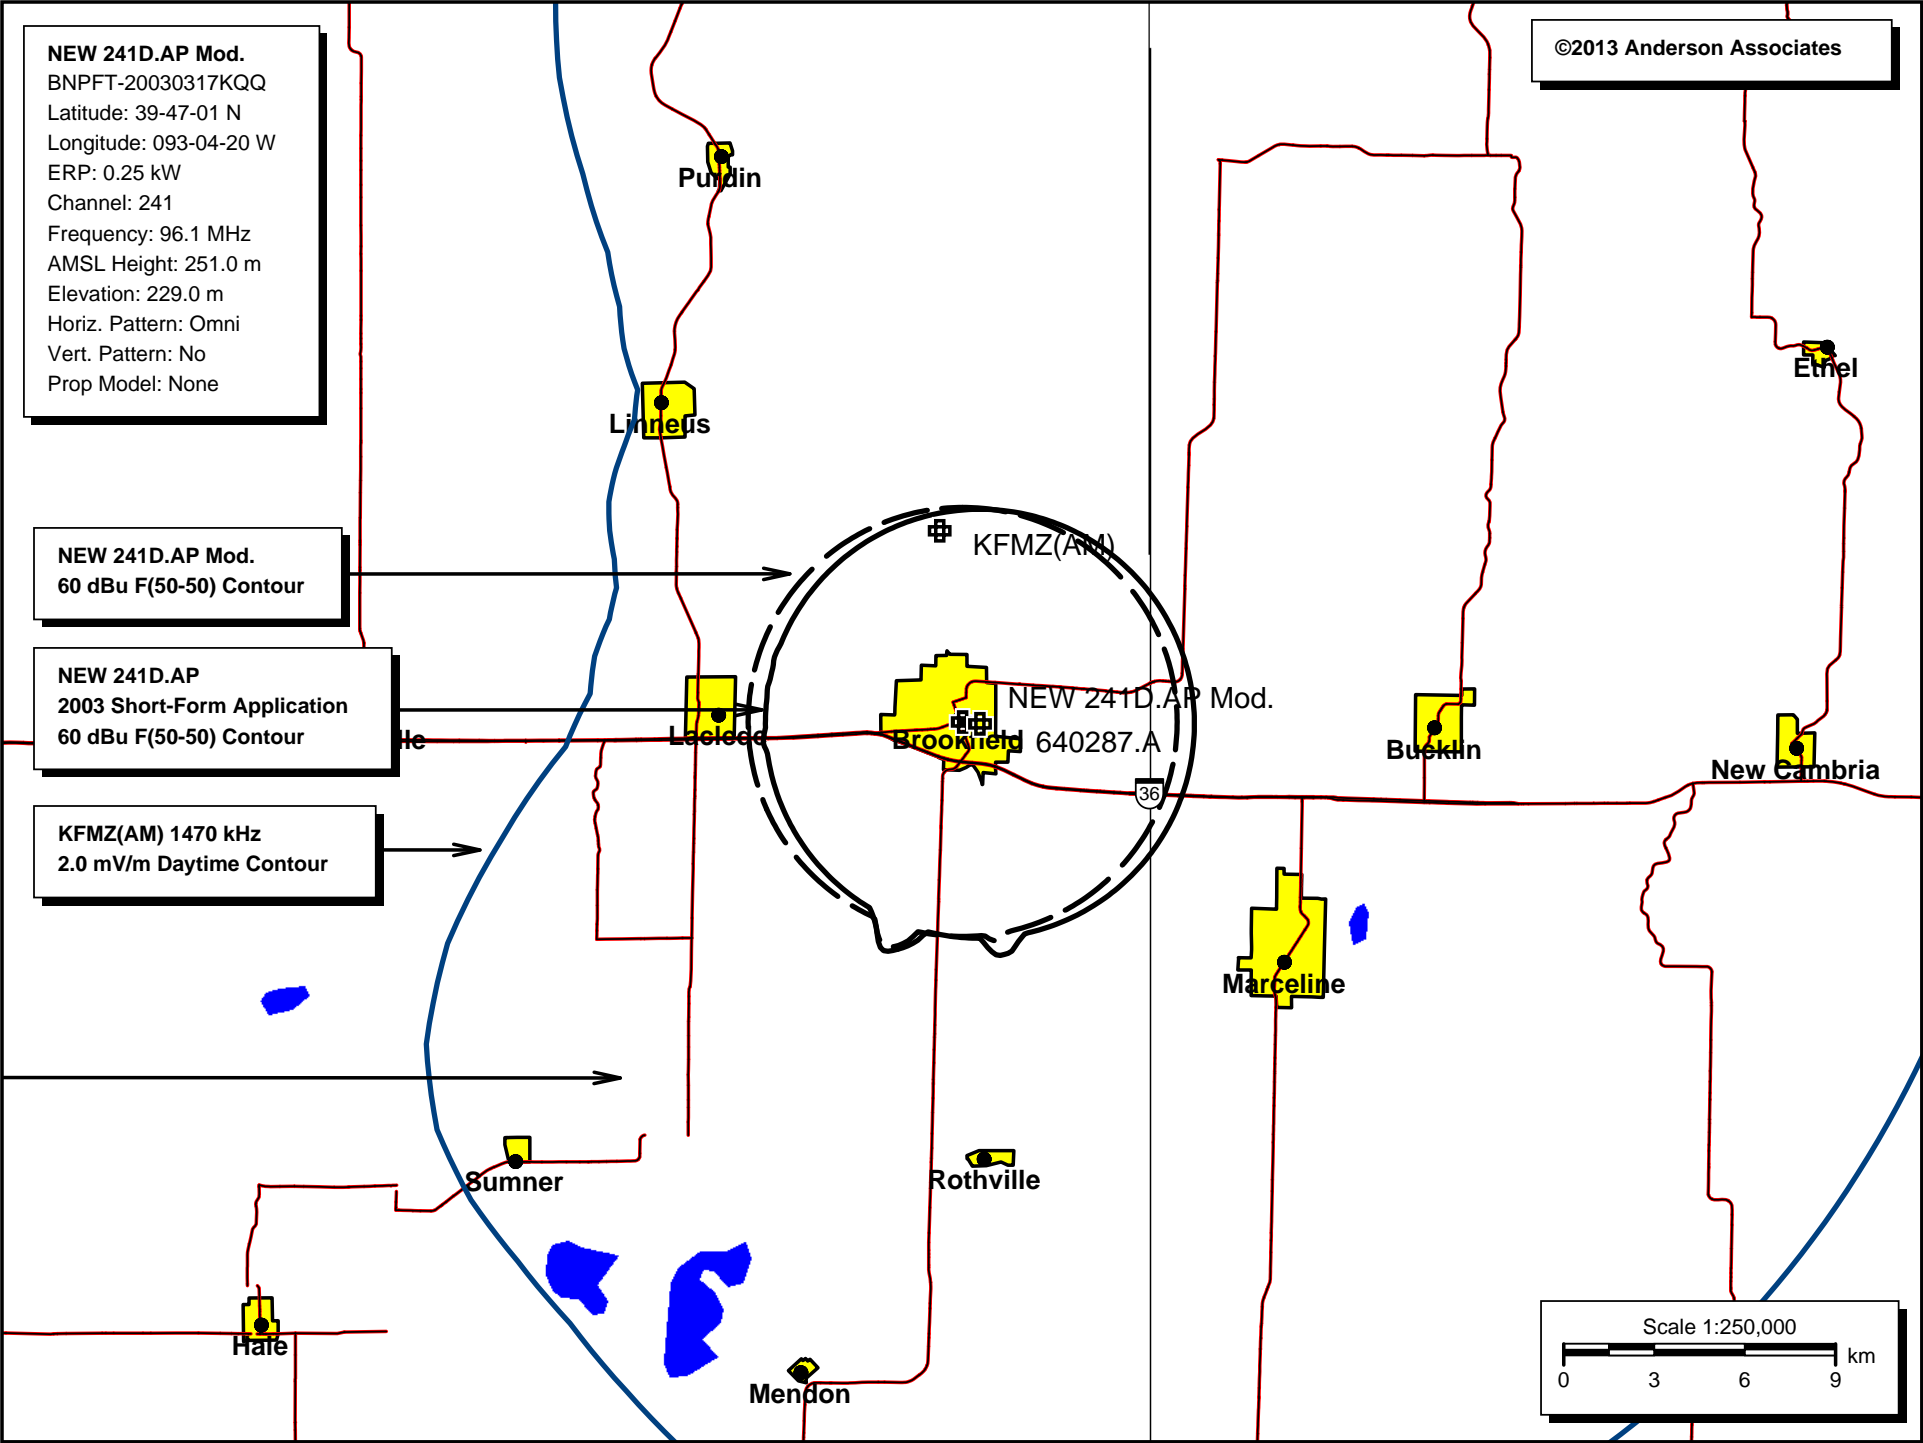 NEW 241D.AP Mod.
BNPFT-20030317KQQ
Latitude: 39-47-01 N
Longitude: 093-04-20 W
ERP: 0.25 kW
Channel: 241
Frequency: 96.1 MHz
AMSL Height: 251.0 m
Elevation: 229.0 m
Horiz. Pattern: Omni
Vert. Pattern: No
Prop Model: None
©2013 Anderson Associates
Purdin
Ethel
Linneus
NEW 241D.AP Mod.
60 dBu F(50-50) Contour
KFMZ(AM)
NEW 241D.AP
2003 Short-Form Application
60 dBu F(50-50) Contour
lle
Laclede
NEW 241D.AP Mod.
Brookfield
640287.A
36
Bucklin
New Cambria
KFMZ(AM) 1470 kHz
2.0 mV/m Daytime Contour
Marceline
Sumner
Rothville
Hale
Mendon
Scale 1:250,000
km
0 3 6 9